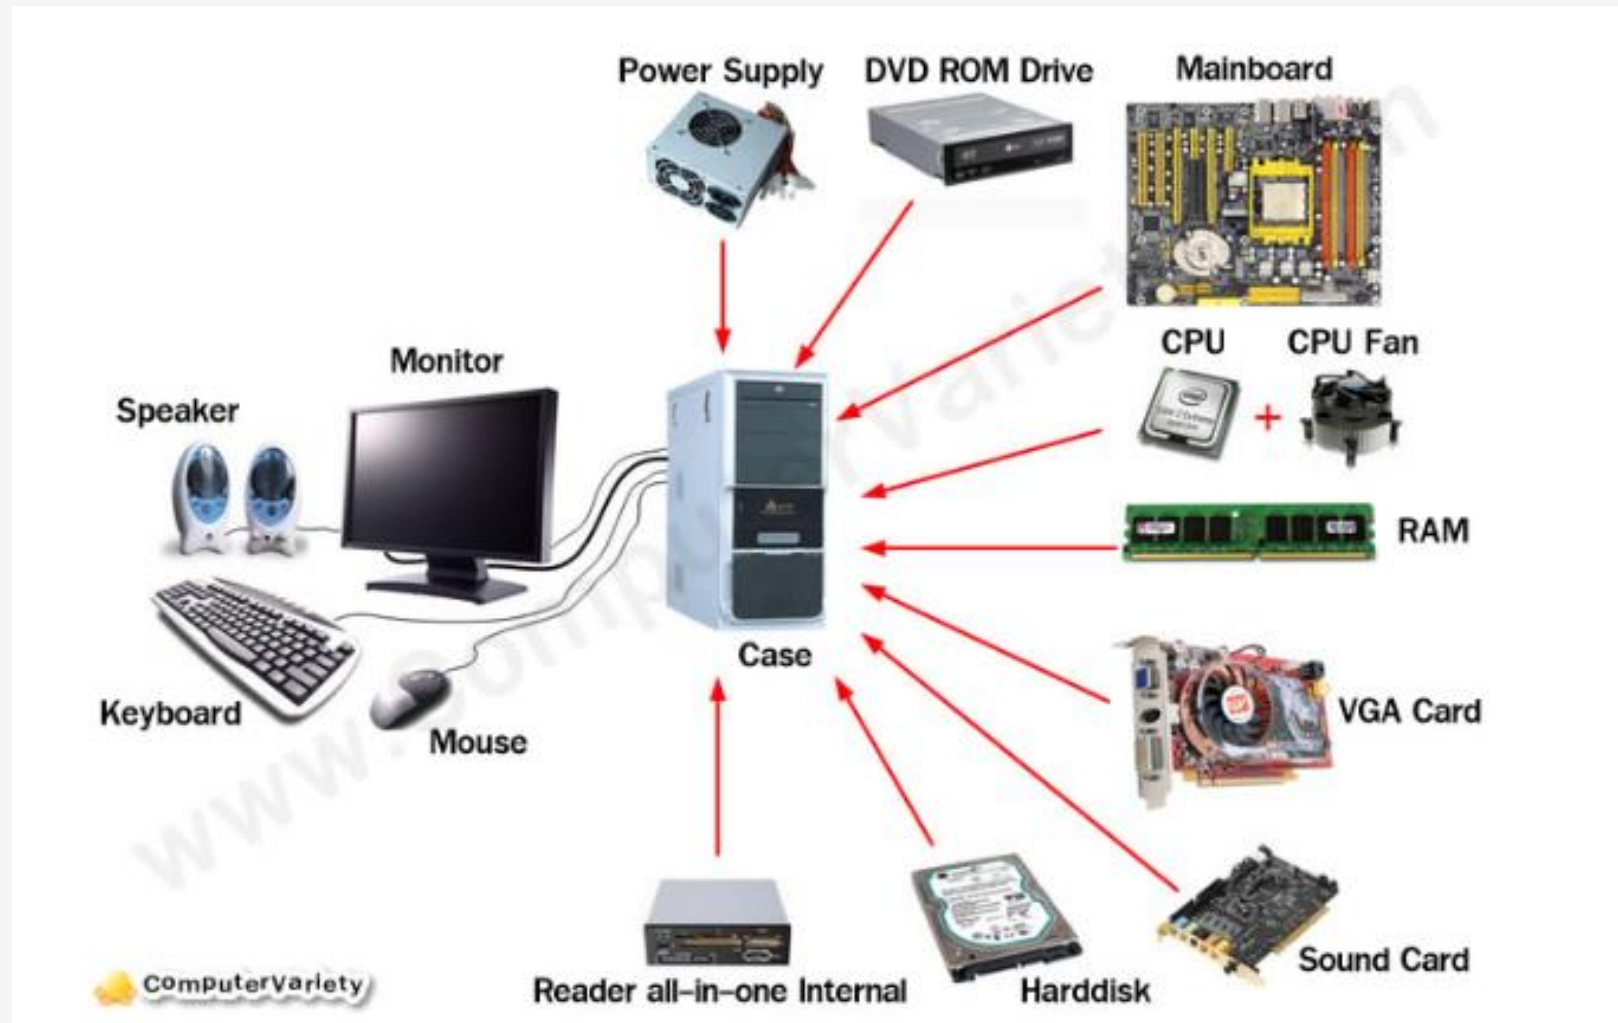 Power Supply
DVD ROM Drive
Mainboard
Monitor
Speaker
CPU
+
CPU Fan
RAM
Case
Keyboard
Mouse
VGA Card
Sound Card
Reader all-in-one Internal
Harddisk
ComputerVariety